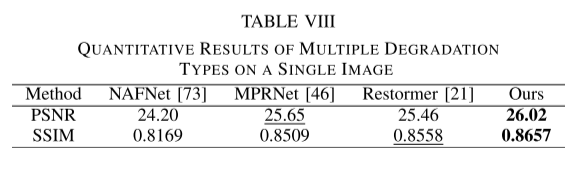 TABLE VIII
QUANTITATIVE RESULTS OF MULTIPLE DEGRADATION
TYPES ON A SINGLE IMAGE
Method NAFNet [73] MPRNet [46] Restormer [21] Ours
PSNR 24.20 25.65 25.46 26.02
SSIM 0.8169 0.8509 0.8558 0.8657